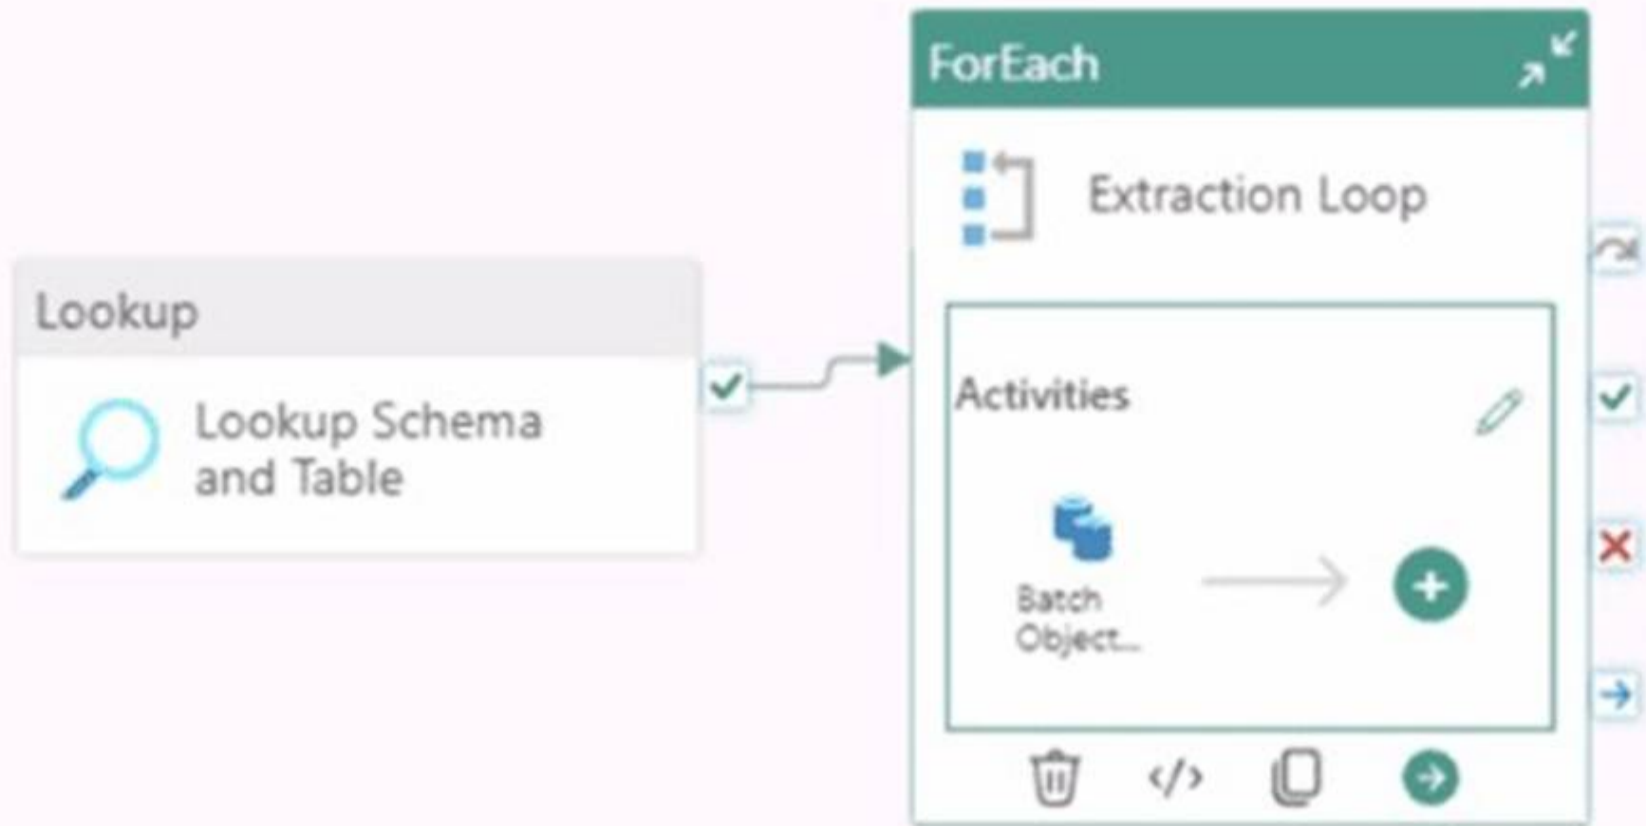 ForEach
Extraction Loop
Lookup
Lookup Schema
and Table
Activities
Batch
Object...